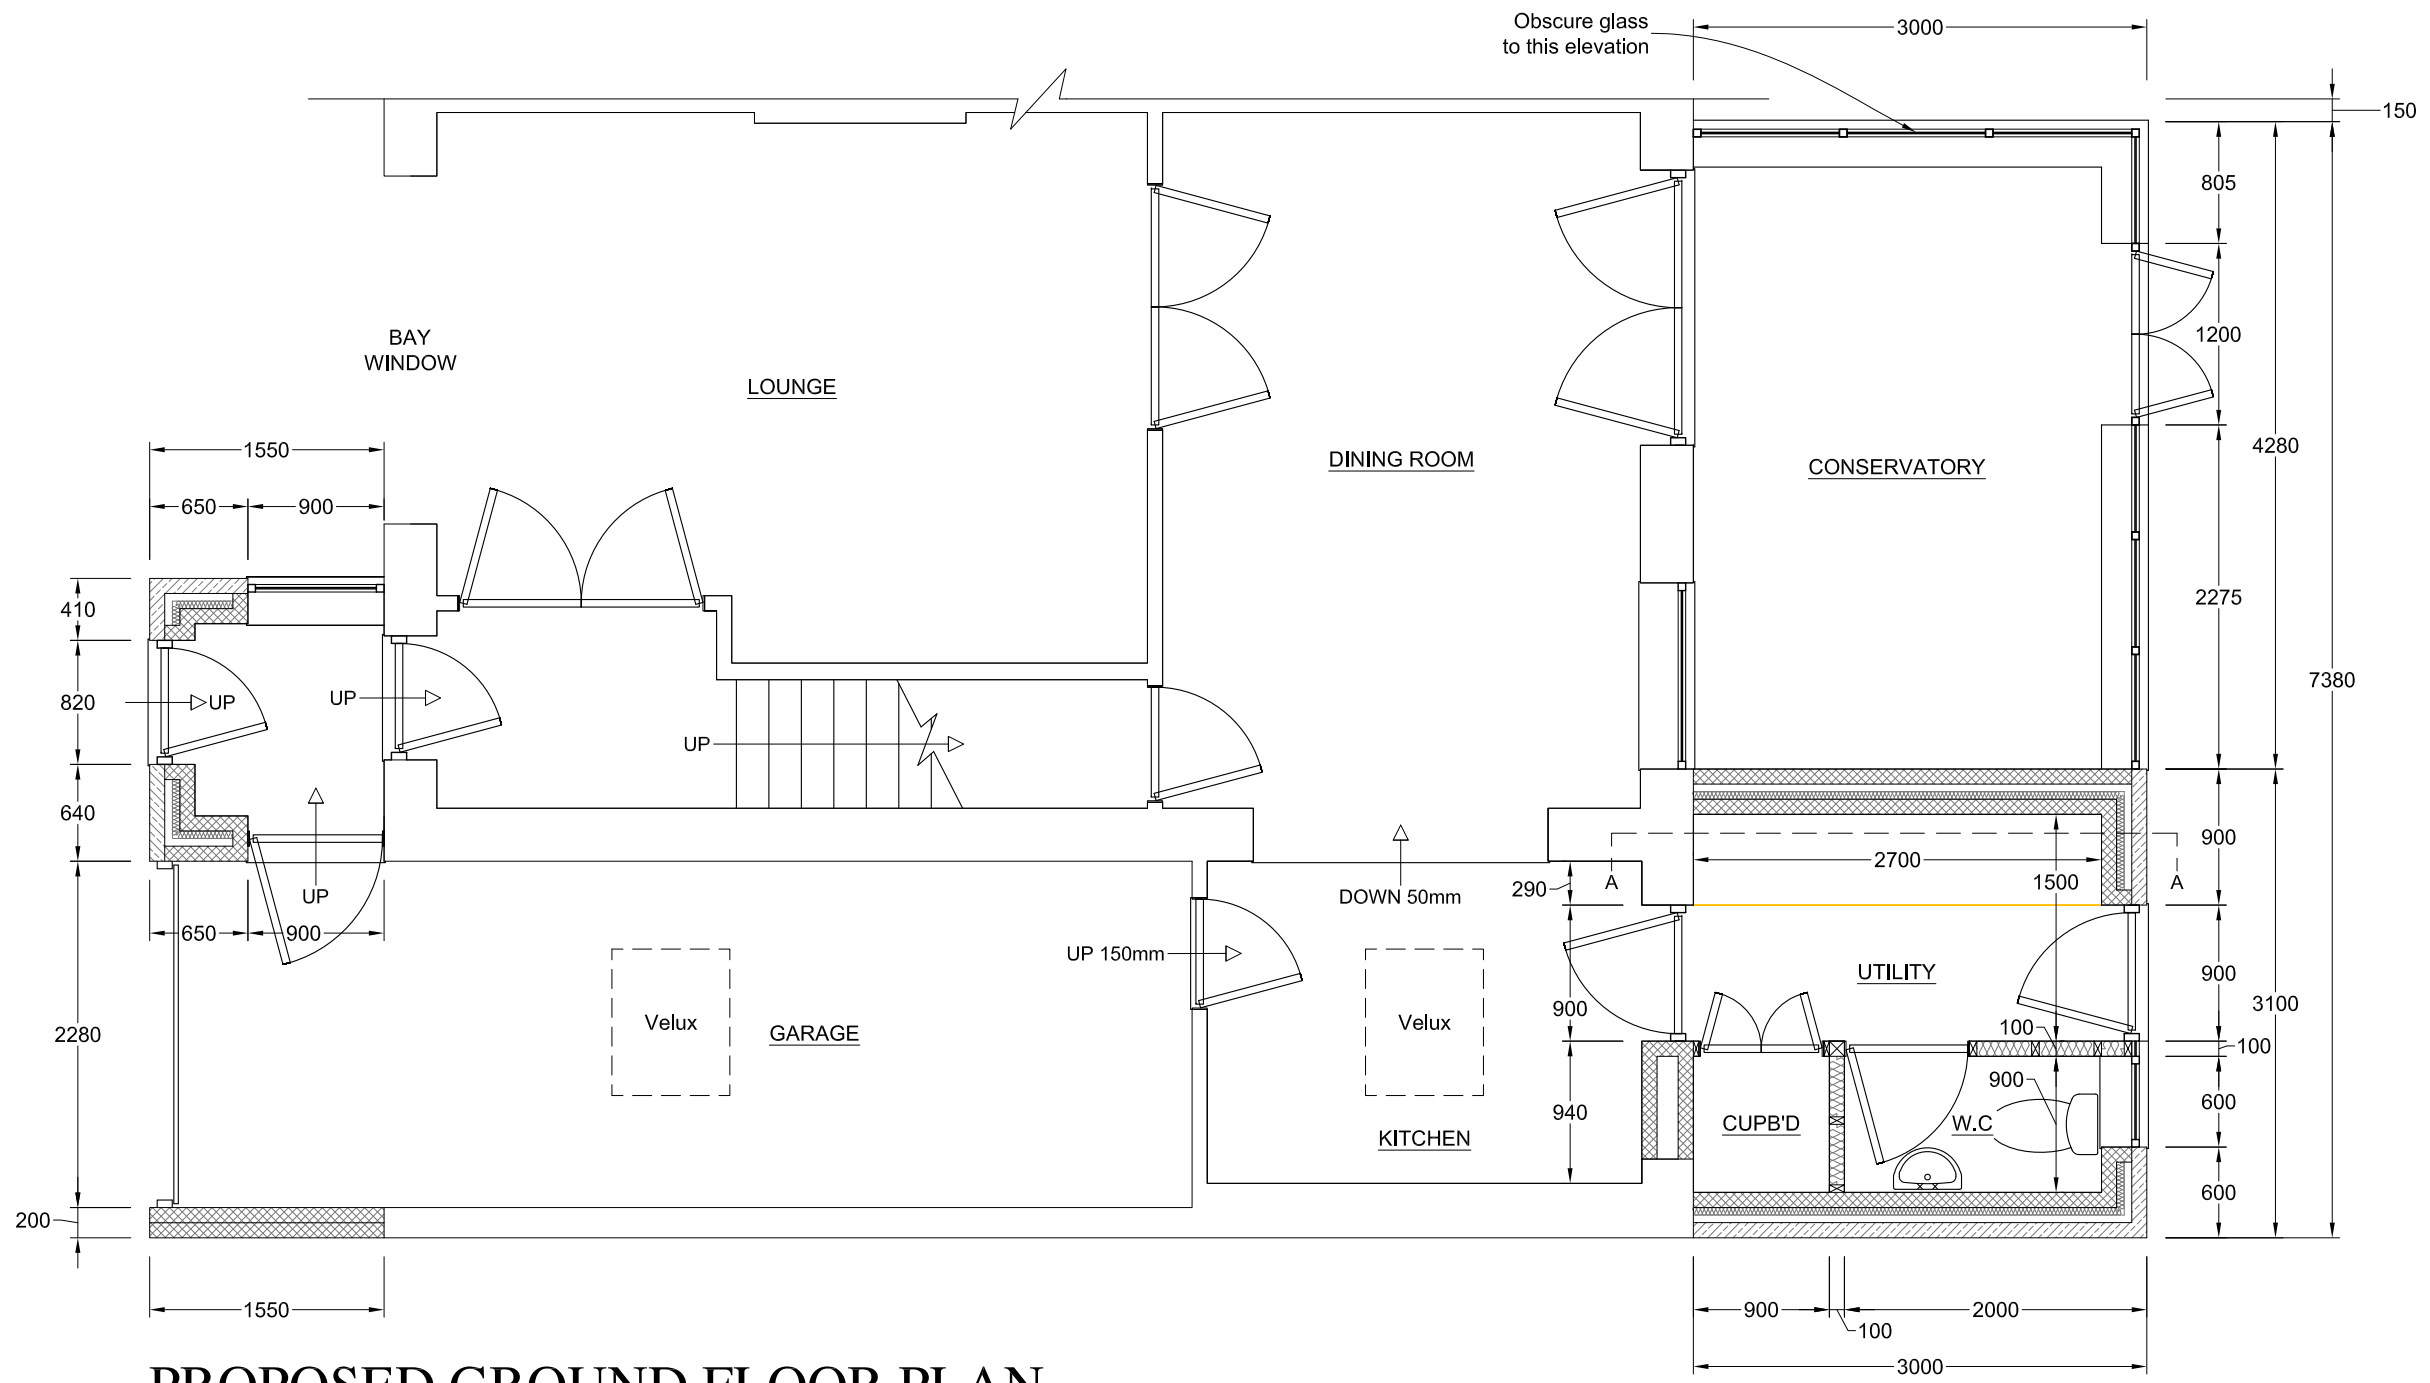 Obscure glass
to this elevation
3000
150
805
1200
4280
2275
7380
BAY
WINDOW
LOUNGE
DINING ROOM
CONSERVATORY
1550
650
900
410
820
640
UP
UP
UP
UP
650
900
2280
200
1550
GARAGE
Velux
UP 150mm
DOWN 50mm
Velux
KITCHEN
290
900
940
A
A
2700
1500
UTILITY
100
900
CUPB'D
W.C
900
900
100
600
600
3100
900
100
2000
3000
PROPOSED GROUND FLOOR PLAN